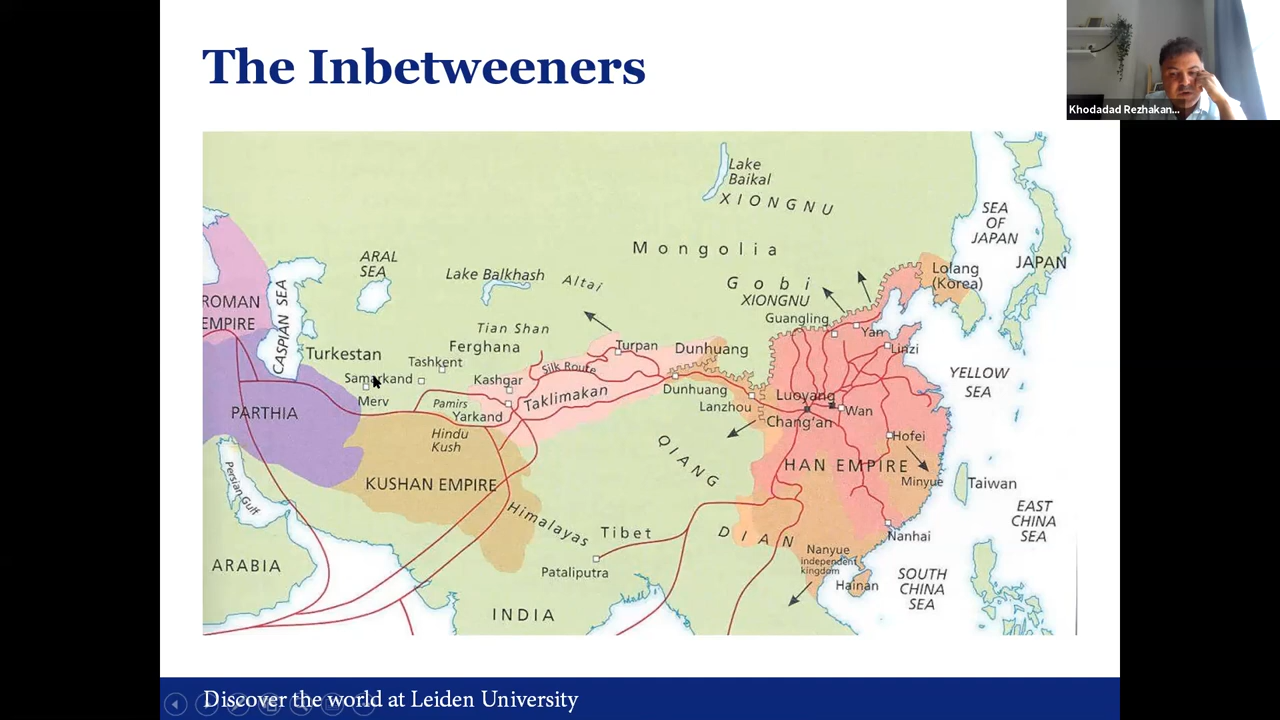 The Inbetweeners
Khodadad Rezhakan...
Lake
Baikal
XIONGNU
SEA
OF
JAPAN
JAPAN
Mongolia
ARAL
SEA
Lake Balkhash
Altai
Gobi
XIONGNU
Lolang
(Korea)
ROMAN
EMPIRE
CASPIAN SEA
Guangling
Yan
Linzi
Tian Shan
Ferghana
Turpan
Dunhuang
Turkestan
Tashkent
Silk Route
Samarkand
Kashgar
Dunhuang
YELLOW
SEA
Merv
Pamirs
Yarkand
Taklimakan
Lanzhou
Luoyang
Wan
Chang'an
PARTHIA
Hindu
Kush
QIANG
Hofei
HAN EMPIRE
Minyue
Taiwan
Persian Gulf
KUSHAN EMPIRE
Himalayas
Tibet
DIAN
Nanhai
EAST
CHINA
SEA
ARABIA
Pataliputra
Nanyue
independent
kingdom
Hainan
SOUTH
CHINA
SEA
INDIA
Discover the world at Leiden University